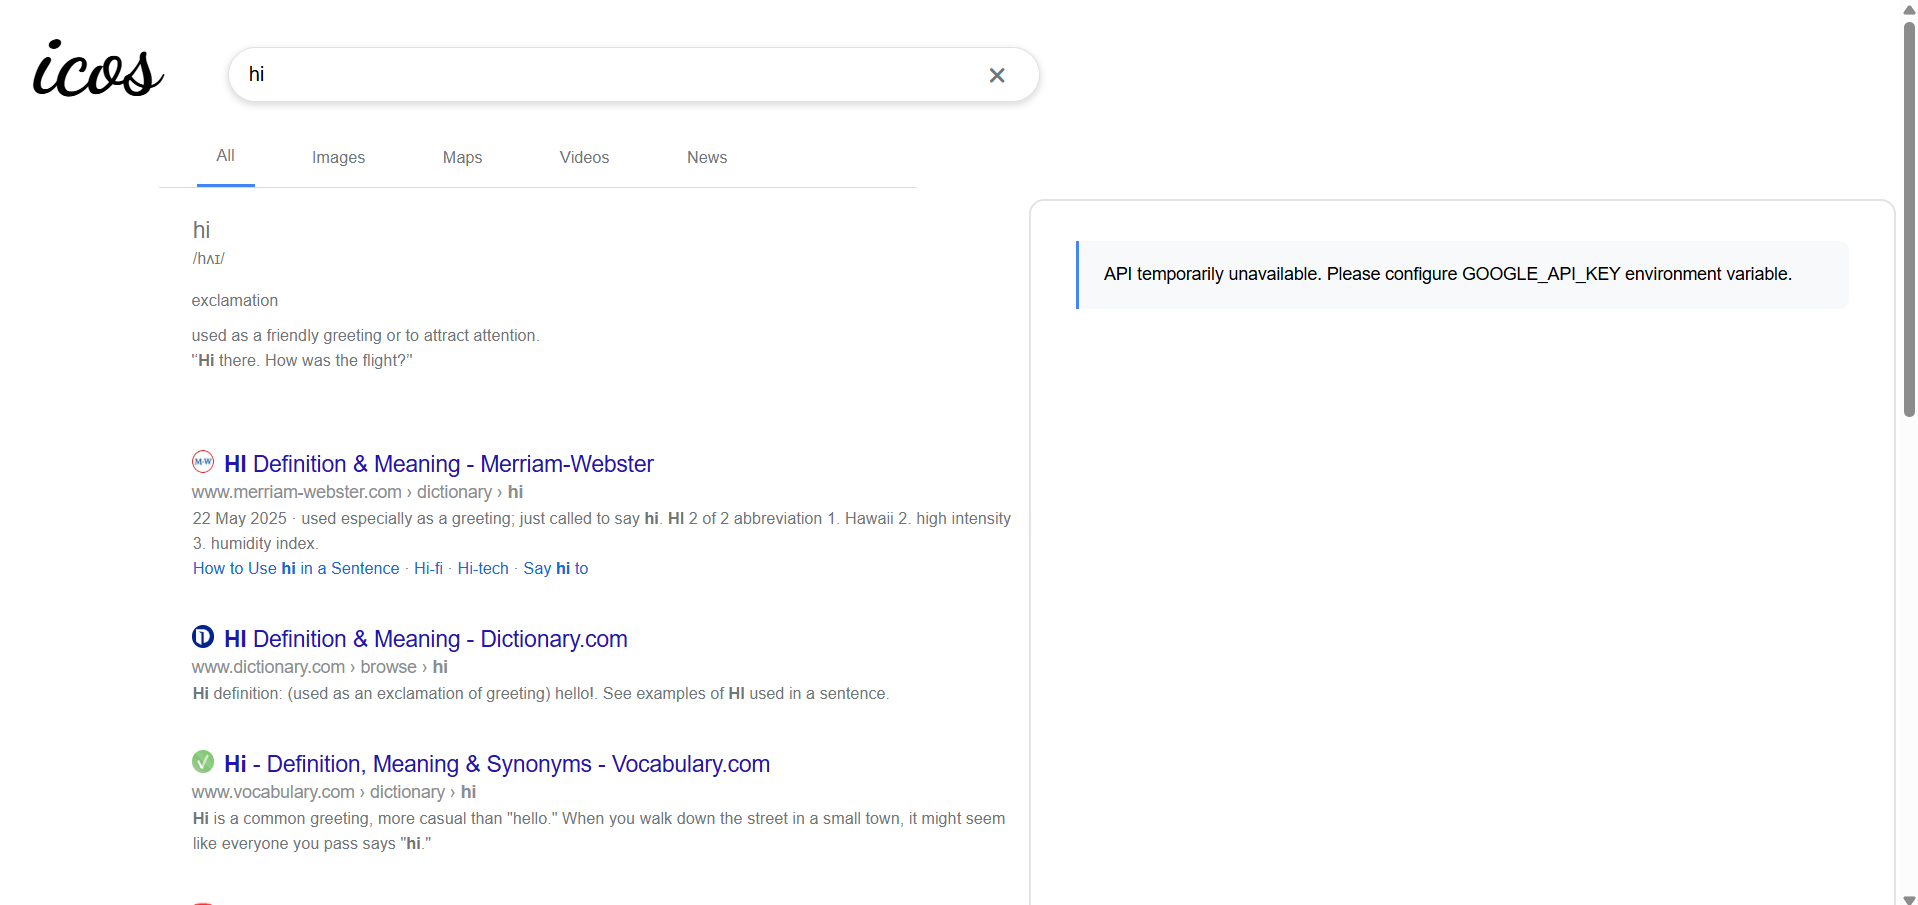 icos
hi
All
Images
Maps
Videos
News
hi
/hʌɪ/
exclamation
used as a friendly greeting or to attract attention.
"‘Hi there. How was the flight?’"
API temporarily unavailable. Please configure GOOGLE_API_KEY environment variable.
M-W
HI Definition & Meaning - Merriam-Webster
www.merriam-webster.com › dictionary › hi
22 May 2025 · used especially as a greeting; just called to say hi. HI 2 of 2 abbreviation 1. Hawaii 2. high intensity
3. humidity index.
How to Use hi in a Sentence · Hi-fi · Hi-tech · Say hi to
HI Definition & Meaning - Dictionary.com
www.dictionary.com › browse › hi
Hi definition: (used as an exclamation of greeting) hello!. See examples of HI used in a sentence.
Hi - Definition, Meaning & Synonyms - Vocabulary.com
www.vocabulary.com › dictionary › hi
Hi is a common greeting, more casual than "hello." When you walk down the street in a small town, it might seem
like everyone you pass says "hi."